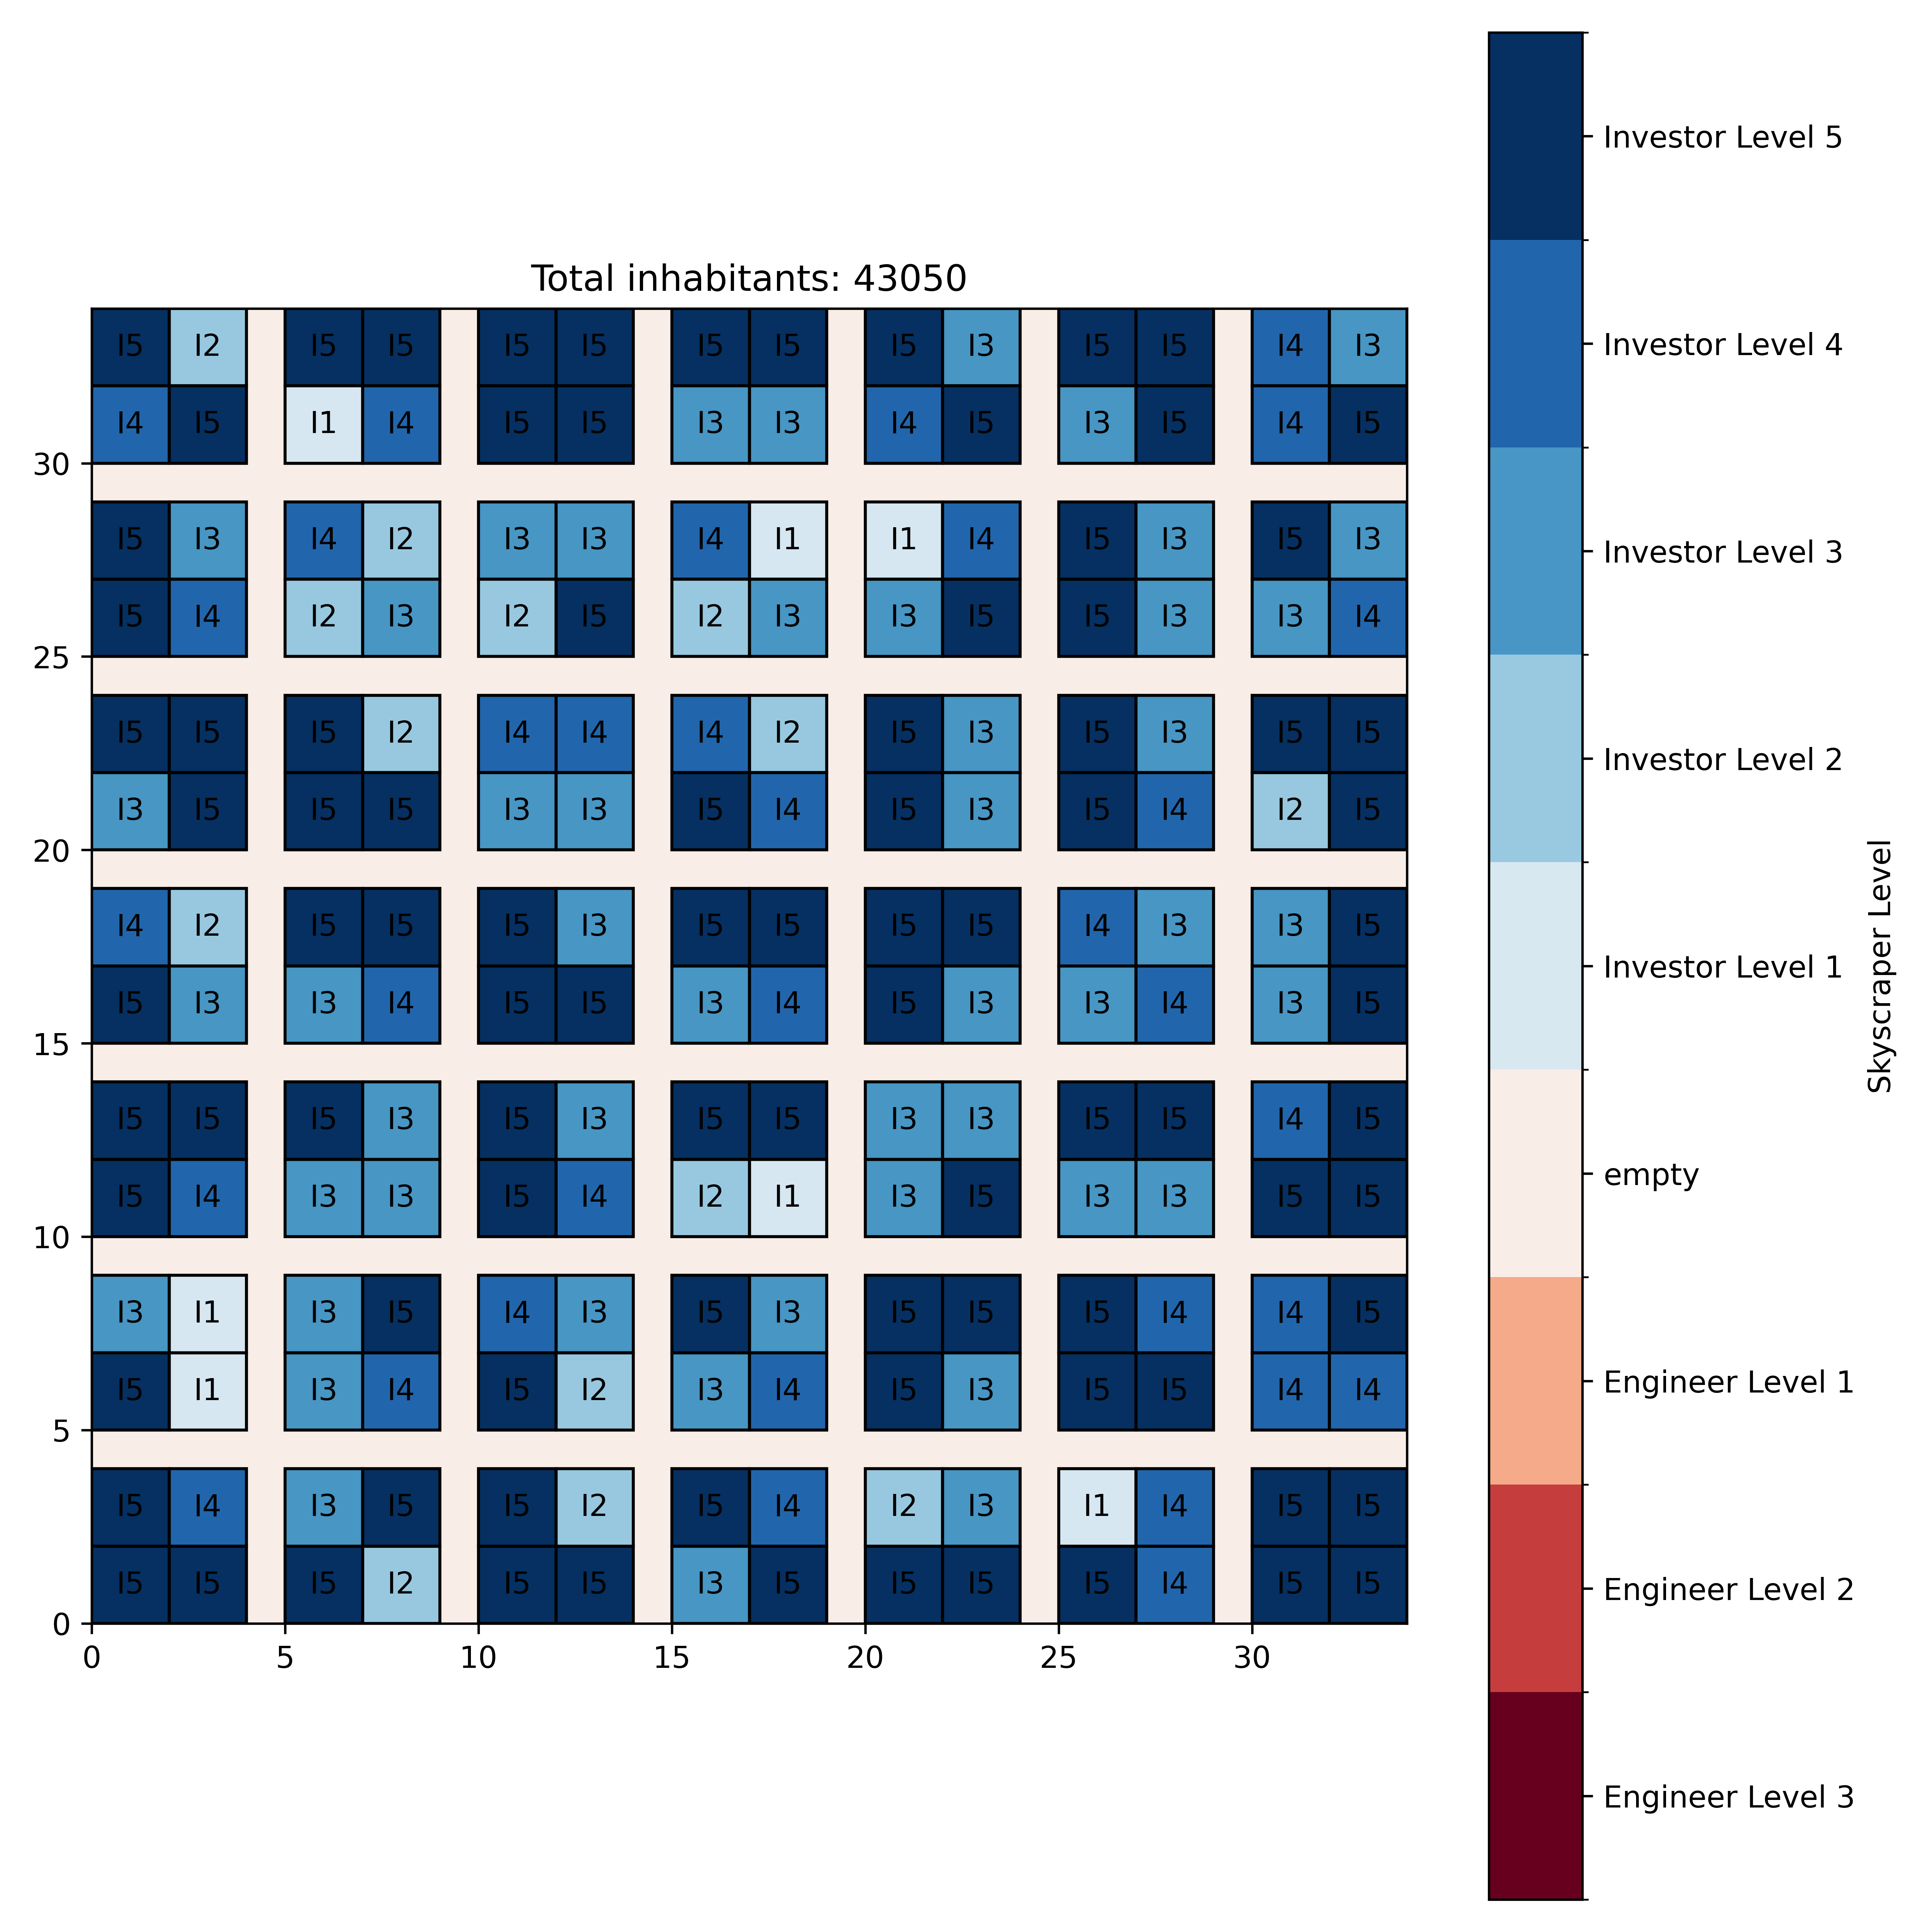 Total inhabitants: 43050
I5 I2 I5 I5 I5 I5 I5 I5 I5 I3 I5 I5 I4 I3
I4 I5 I1 I4 I5 I5 I3 I3 I4 I5 I3 I5 I4 I5
30
I5 I3 I4 I2 I3 I3 I4 I1 I1 I4 I5 I3 I5 I3
I5 I4 I2 I3 I2 I5 I2 I3 I3 I5 I5 I3 I3 I4
25
I5 I5 I5 I2 I4 I4 I4 I2 I5 I3 I5 I3 I5 I5
I3 I5 I5 I5 I3 I3 I5 I4 I5 I3 I5 I4 I2 I5
20
I4 I2 I5 I5 I5 I3 I5 I5 I5 I5 I4 I3 I3 I5
I5 I3 I3 I4 I5 I5 I3 I4 I5 I3 I3 I4 I3 I5
15
I5 I5 I5 I3 I5 I3 I5 I5 I3 I3 I5 I5 I4 I5
I5 I4 I3 I3 I5 I4 I2 I1 I3 I5 I3 I3 I5 I5
10
I3 I1 I3 I5 I4 I3 I5 I3 I5 I5 I5 I4 I4 I5
I5 I1 I3 I4 I5 I2 I3 I4 I5 I3 I5 I5 I4 I4
5
I5 I4 I3 I5 I5 I2 I5 I4 I2 I3 I1 I4 I5 I5
I5 I5 I5 I2 I5 I5 I3 I5 I5 I5 I5 I4 I5 I5
0
0 5 10 15 20 25 30
Investor Level 5
Investor Level 4
Investor Level 3
Investor Level 2
Investor Level 1
empty
Engineer Level 1
Engineer Level 2
Engineer Level 3
Skyscraper Level